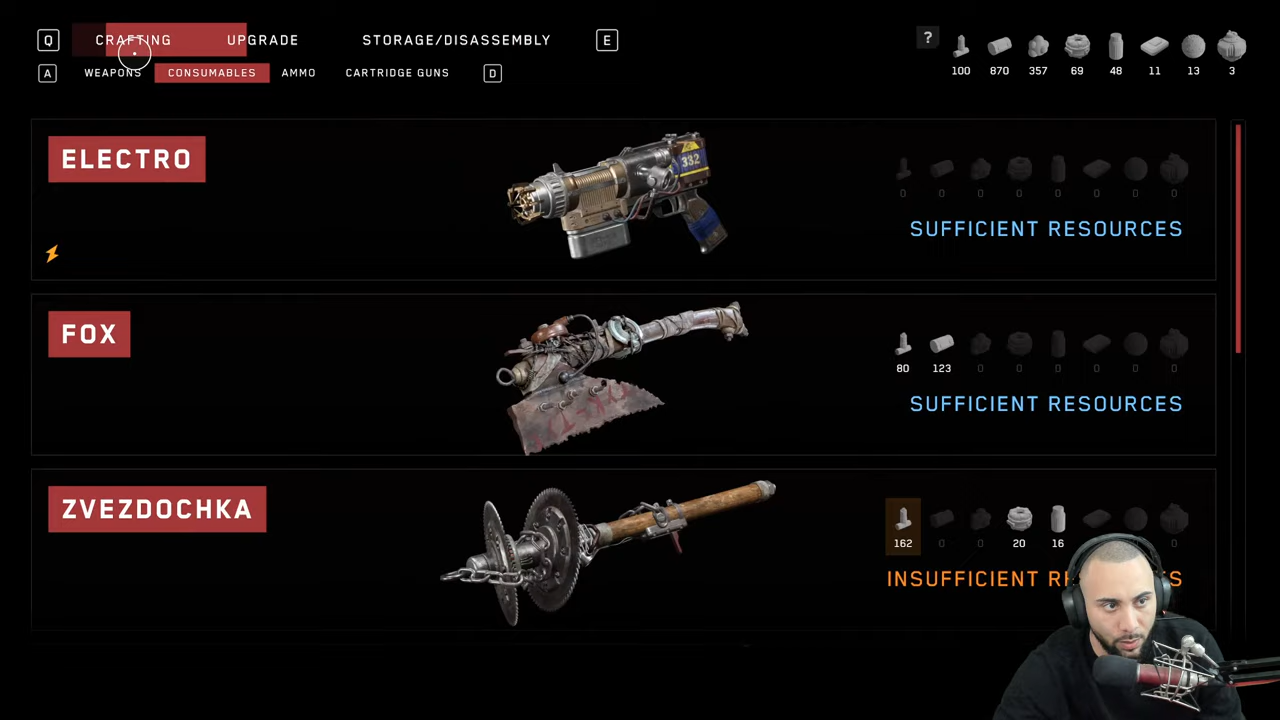 Q CRAFTING UPGRADE STORAGE/DISASSEMBLY E ?
A WEAPONS CONSUMABLES AMMO CARTRIDGE GUNS D
100 870 357 69 48 11 13 3
ELECTRO
332
0 0 0 0 0 0 0 0
SUFFICIENT RESOURCES
FOX
80 123 0 0 0 0 0 0
SUFFICIENT RESOURCES
ZVEZDOCHKA
162 0 0 20 16 0
INSUFFICIENT